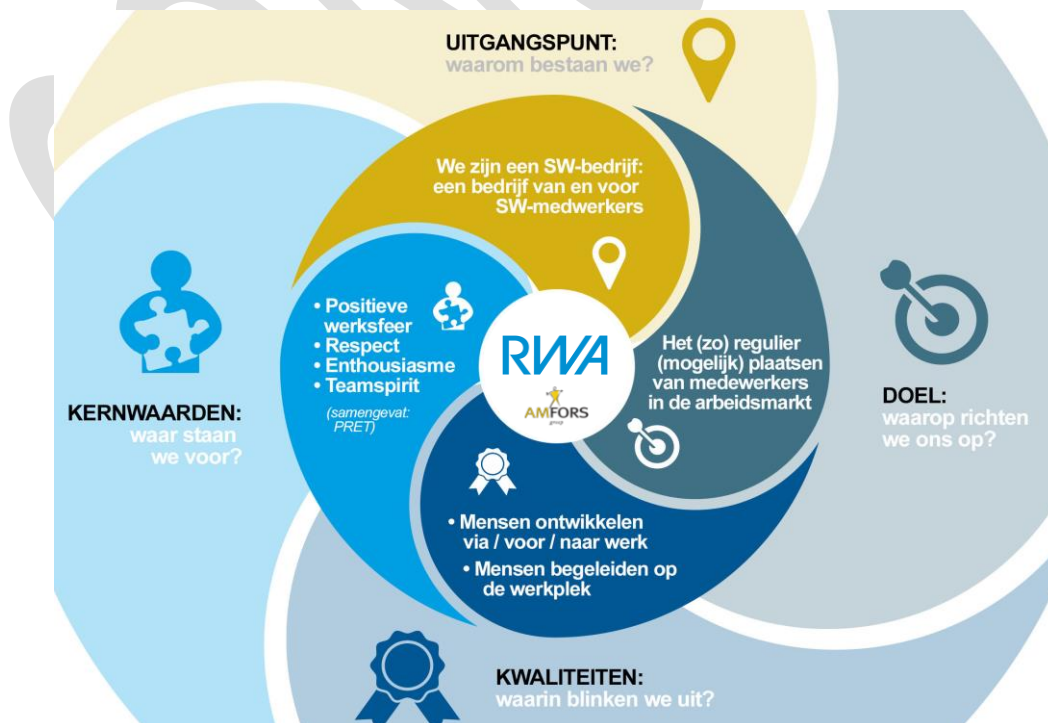 UITGANGSPUNT:
waarom bestaan we?
We zijn een SW-bedrijf:
een bedrijf van en voor
SW-medwerkers
• Positieve
werksfeer
• Respect
• Enthousiasme
• Teamspirit
(samengevat:
PRET)
RWA
AMFORS
group
Het (zo) regulier
(mogelijk) plaatsen
van medewerkers
in de arbeidsmarkt
KERNWAARDEN:
waar staan
we voor?
DOEL:
waarop richten
we ons op?
• Mensen ontwikkelen
via / voor / naar werk
• Mensen begeleiden op
de werkplek
KWALITEITEN:
waarin blinken we uit?